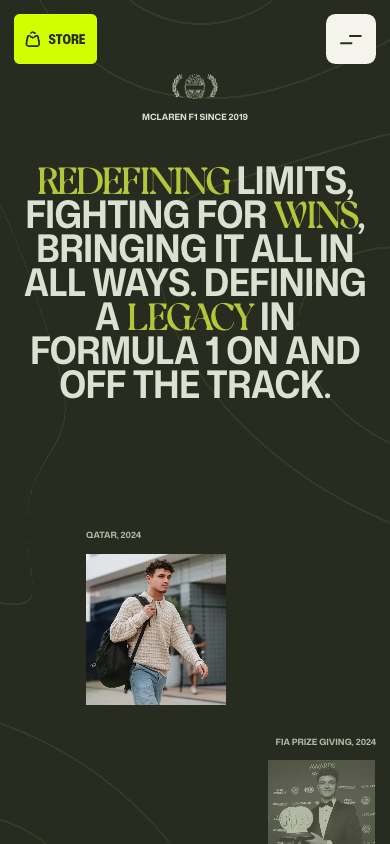 STORE
MCLAREN F1 SINCE 2019
REDEFINING LIMITS,
FIGHTING FOR WINS,
BRINGING IT ALL IN
ALL WAYS. DEFINING
A LEGACY IN
FORMULA 1 ON AND
OFF THE TRACK.
QATAR, 2024
FIA PRIZE GIVING, 2024
AWARDS